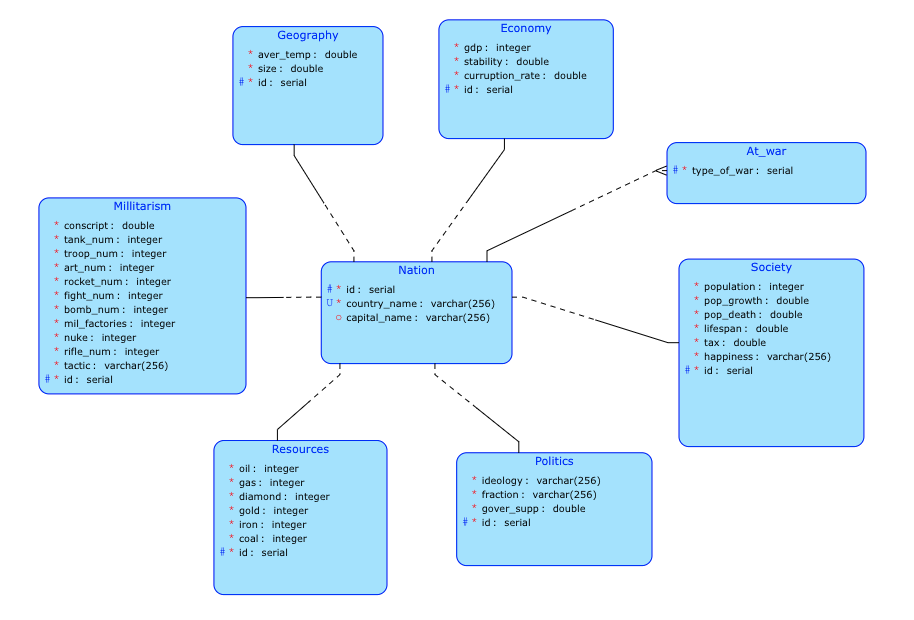 Geography
* aver_temp : double
* size : double
# * id : serial
Economy
* gdp : integer
* stability : double
* curruption_rate : double
# * id : serial
At_war
# * type_of_war : serial
Millitarism
* conscript : double
* tank_num : integer
* troop_num : integer
* art_num : integer
* rocket_num : integer
* fight_num : integer
* bomb_num : integer
* mil_factories : integer
* nuke : integer
* rifle_num : integer
* tactic : varchar(256)
# * id : serial
Nation
# * id : serial
U * country_name : varchar(256)
o capital_name : varchar(256)
Society
* population : integer
* pop_growth : double
* pop_death : double
* lifespan : double
* tax : double
* happiness : varchar(256)
# * id : serial
Resources
* oil : integer
* gas : integer
* diamond : integer
* gold : integer
* iron : integer
* coal : integer
# * id : serial
Politics
* ideology : varchar(256)
* fraction : varchar(256)
* gover_supp : double
# * id : serial